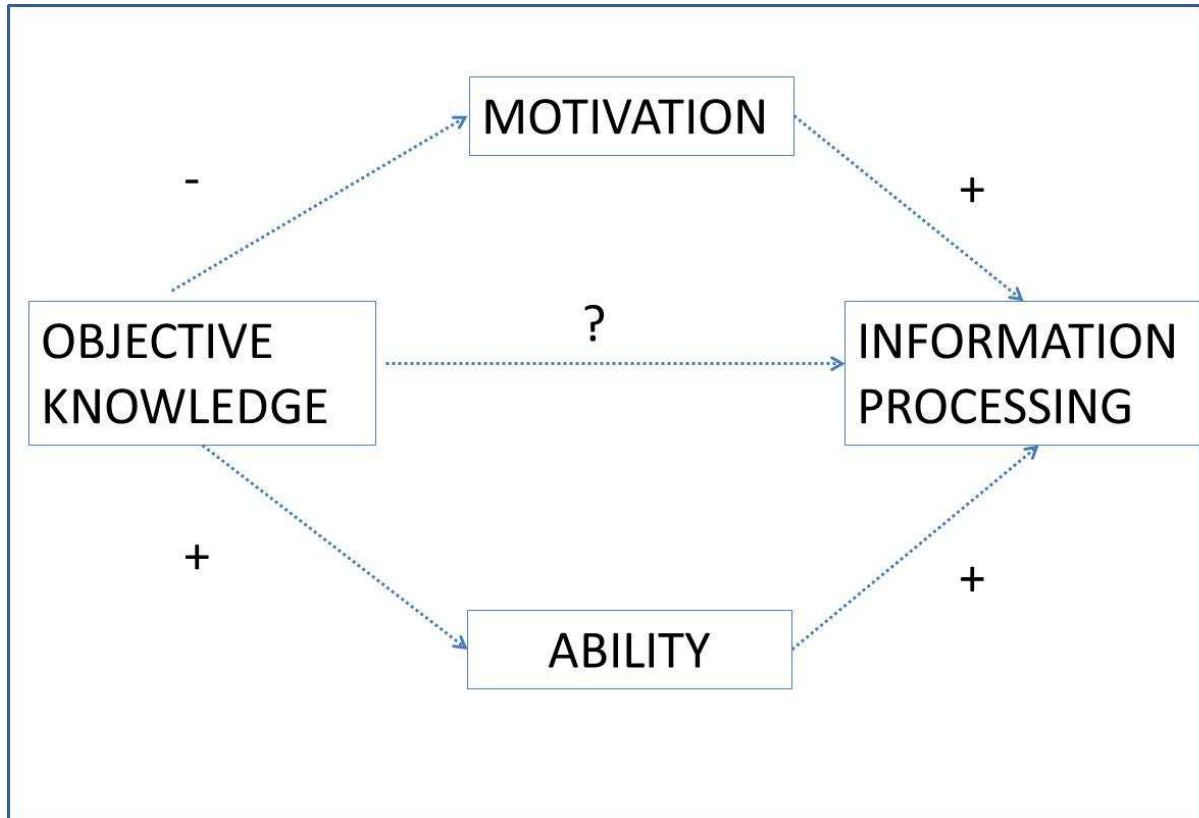 MOTIVATION
-
+
OBJECTIVE
KNOWLEDGE
?
INFORMATION
PROCESSING
+
+
ABILITY